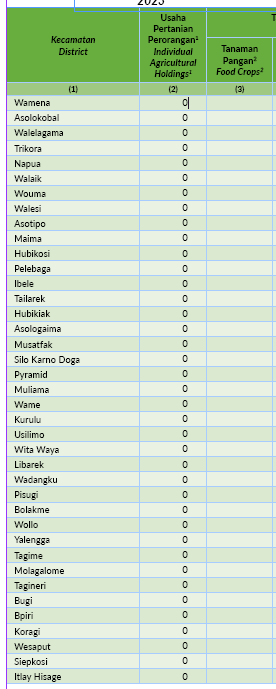 2023
Kecamatan
District
Usaha
Pertanian
Perorangan¹
Individual
Agricultural
Holdings¹
T
Tanaman
Pangan²
Food Crops²
(1) (2) (3)
Wamena 0
Asolokobal 0
Walelagama 0
Trikora 0
Napua 0
Walaik 0
Wouma 0
Walesi 0
Asotipo 0
Maima 0
Hubikosi 0
Pelebaga 0
Ibele 0
Tailarek 0
Hubikiak 0
Asologaima 0
Musatfak 0
Silo Karno Doga 0
Pyramid 0
Muliama 0
Wame 0
Kurulu 0
Usilimo 0
Wita Waya 0
Libarek 0
Wadangku 0
Pisugi 0
Bolakme 0
Wollo 0
Yalengga 0
Tagime 0
Molagalome 0
Tagineri 0
Bugi 0
Bpiri 0
Koragi 0
Wesaput 0
Siepkosi 0
Itlay Hisage 0